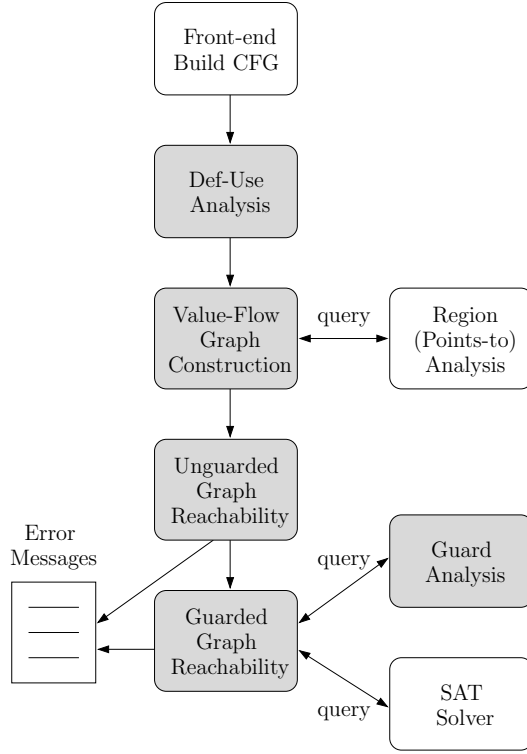 Front-end
Build CFG
Def-Use
Analysis
Value-Flow
Graph
Construction
query
Region
(Points-to)
Analysis
Unguarded
Graph
Reachability
Error
Messages
query
Guard
Analysis
Guarded
Graph
Reachability
query
SAT
Solver